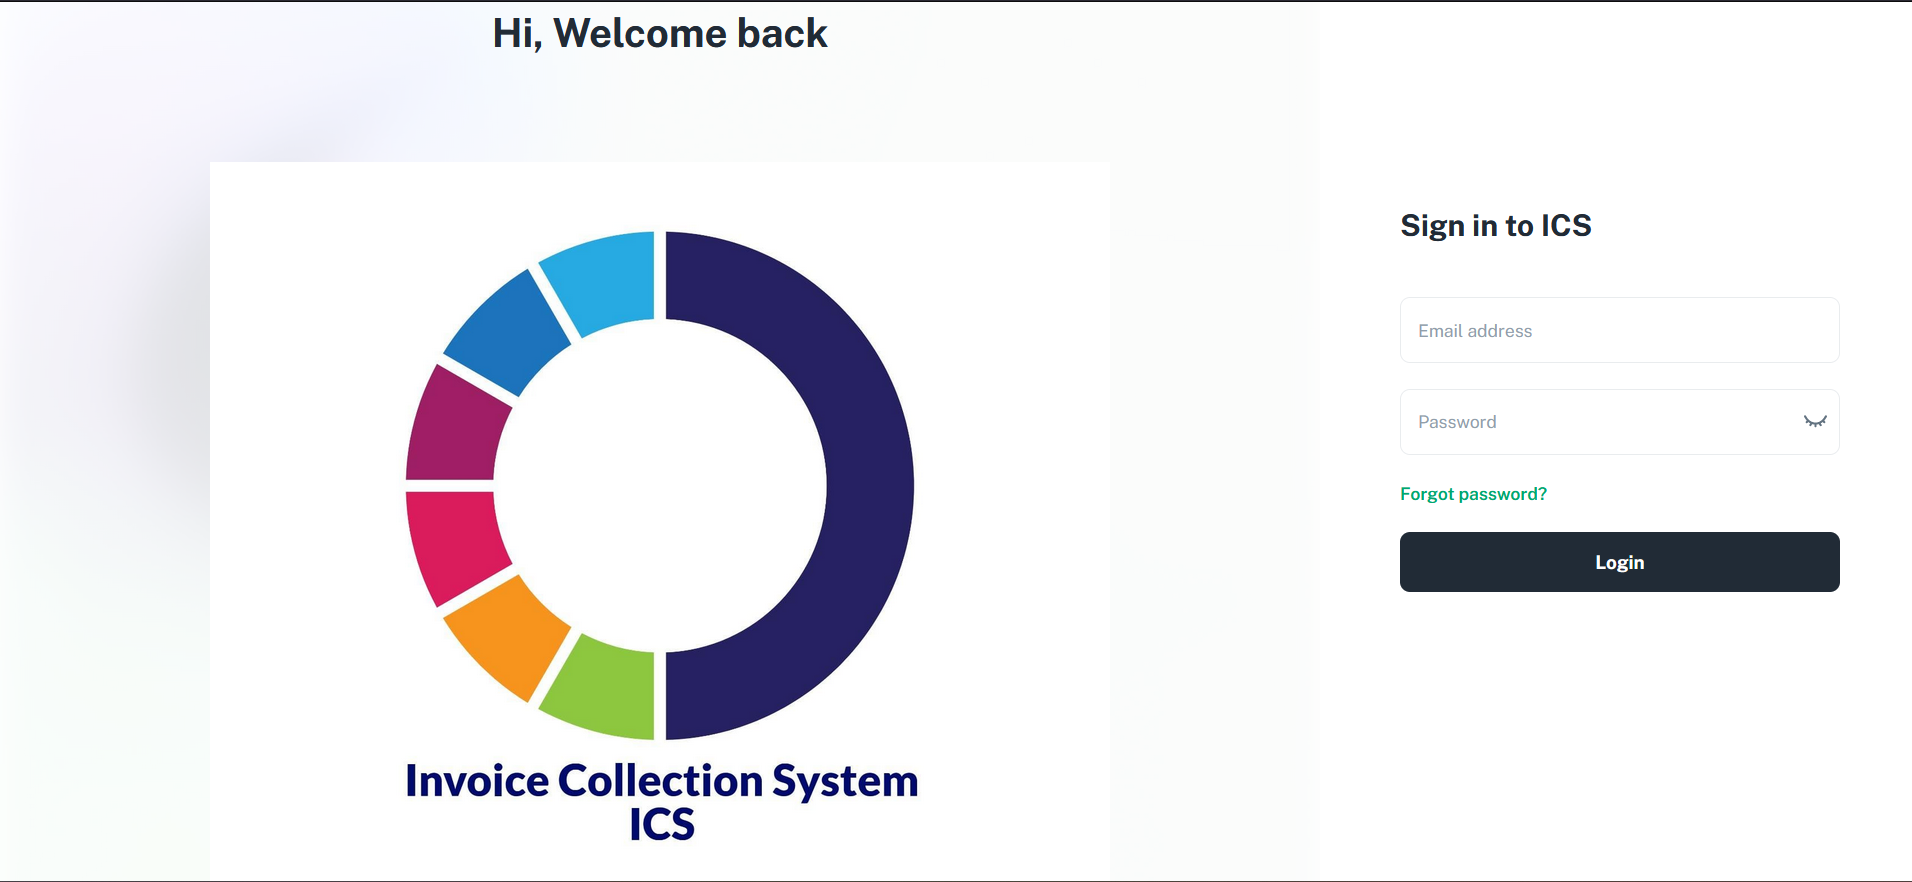 Hi, Welcome back
Invoice Collection System
ICS
Sign in to ICS
Email address
Password
Forgot password?
Login